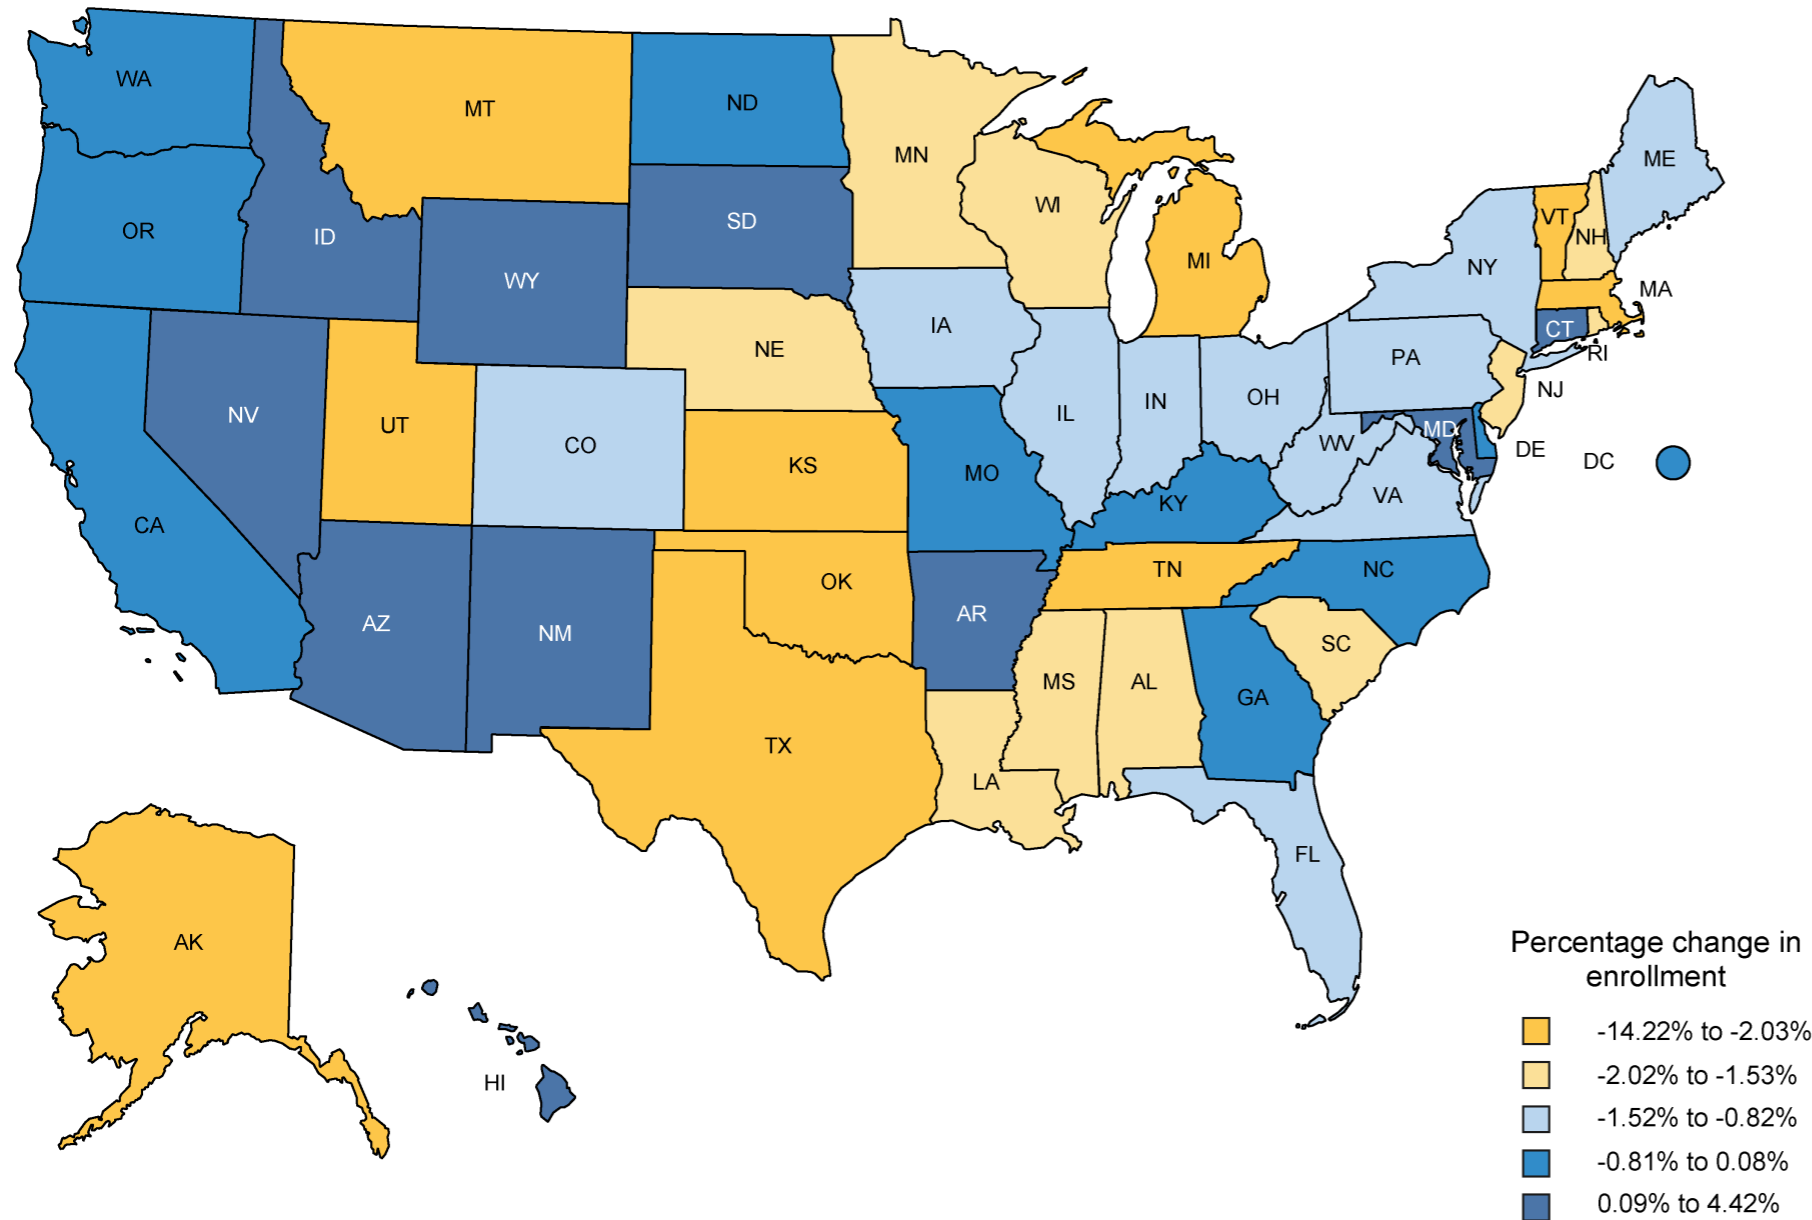 WA
MT
ND
MN
ME
OR
ID
SD
WI
VT
NH
WY
MI
NY
MA
NE
IA
PA
CT
RI
NV
UT
CO
IL
IN
OH
NJ
KS
MO
WV
MD
DE
DC
CA
KY
VA
AZ
NM
OK
AR
TN
NC
TX
MS
AL
GA
SC
LA
FL
AK
HI
Percentage change in
enrollment
-14.22% to -2.03%
-2.02% to -1.53%
-1.52% to -0.82%
-0.81% to 0.08%
0.09% to 4.42%